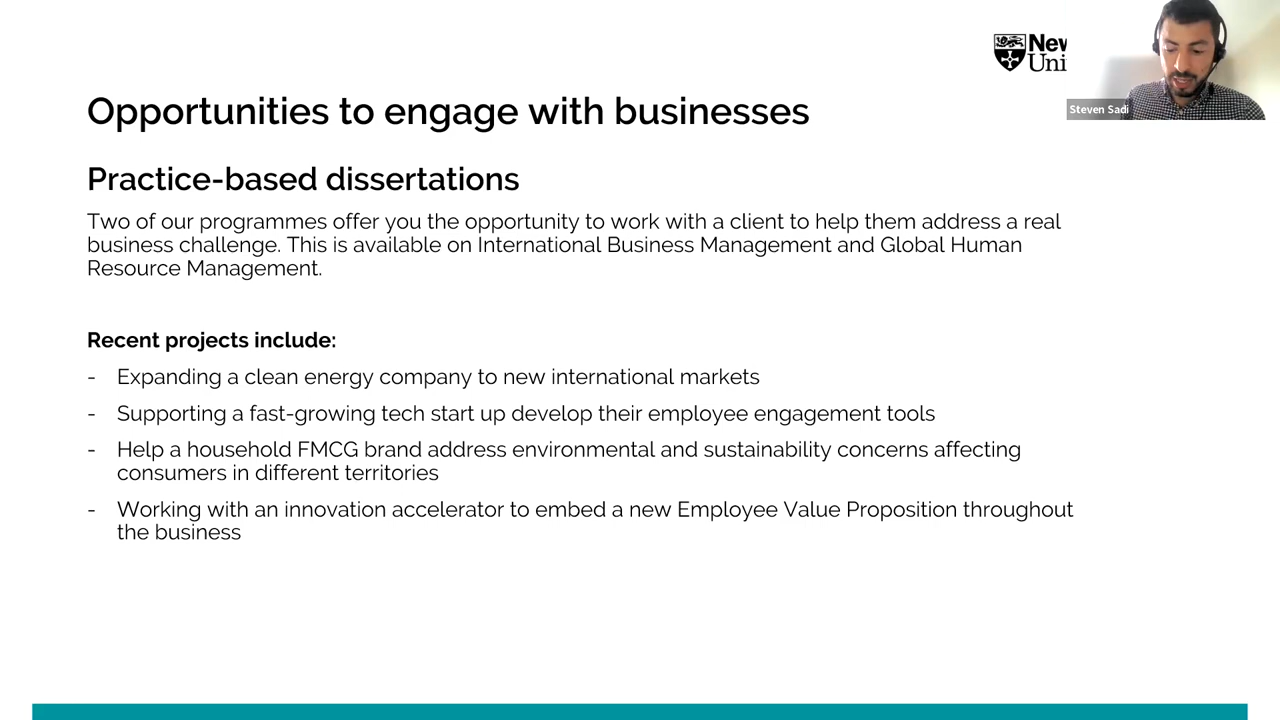 New
Uni
Steven Sadi
Opportunities to engage with businesses
Practice-based dissertations
Two of our programmes offer you the opportunity to work with a client to help them address a real
business challenge. This is available on International Business Management and Global Human
Resource Management.
Recent projects include:
- Expanding a clean energy company to new international markets
- Supporting a fast-growing tech start up develop their employee engagement tools
- Help a household FMCG brand address environmental and sustainability concerns affecting
consumers in different territories
- Working with an innovation accelerator to embed a new Employee Value Proposition throughout
the business